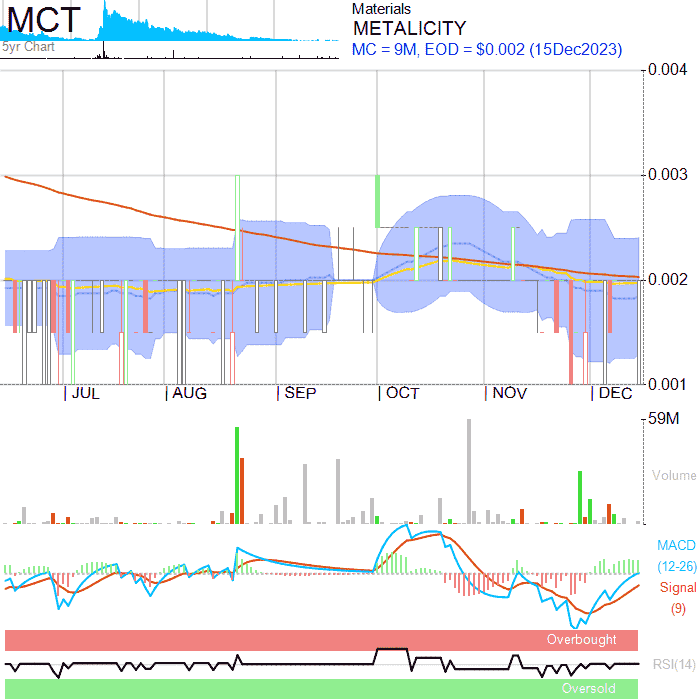 MCT
5yr Chart
Materials
METALICITY
MC = 9M, EOD = $0.002 (15Dec2023)
0.004
0.003
0.002
0.001
JUL AUG SEP OCT NOV DEC
59M
Volume
MACD
(12-26)
Signal
(9)
Overbought
RSI(14)
Oversold